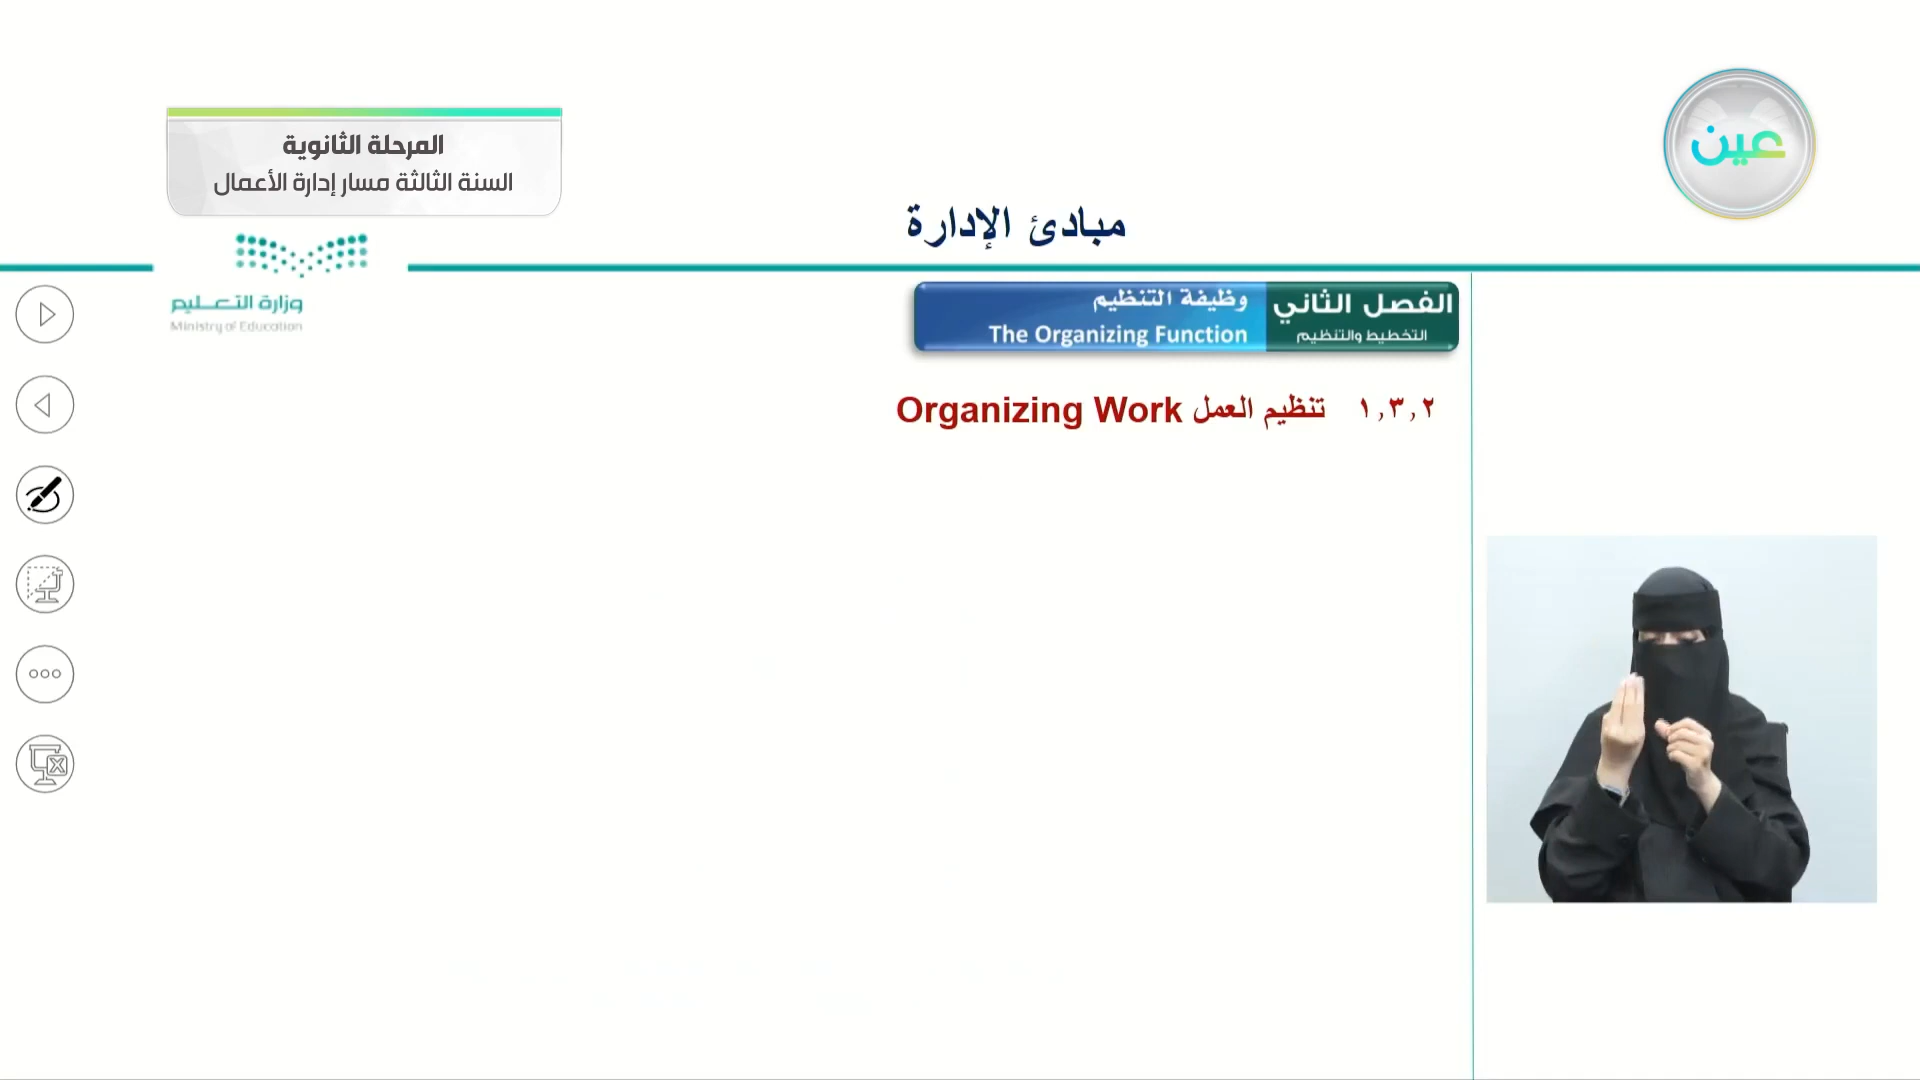 عين
المرحلة الثانوية
السنة الثالثة مسار إدارة الأعمال
مبادئ الإدارة
وزارة التعليم
Ministry of Education
الفصل الثاني
التخطيط والتنظيم
وظيفة التنظيم
The Organizing Function
١,٣,٢ تنظيم العمل Organizing Work